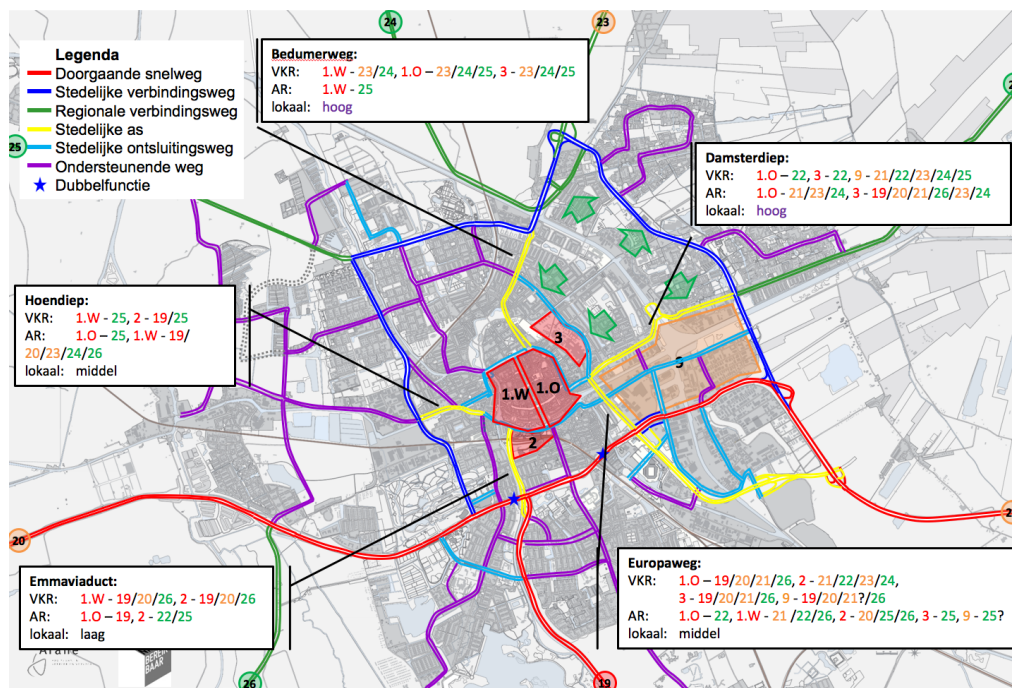 24
23
Legenda
Doorgaande snelweg
Stedelijke verbindingsweg
Regionale verbindingsweg
Stedelijke as
Stedelijke ontsluitingsweg
Ondersteunende weg
Dubbelfunctie
25
Bedumerweg:
VKR: 1.W - 23/24, 1.O – 23/24/25, 3 - 23/24/25
AR: 1.W - 25
lokaal: hoog
Damsterdiep:
VKR: 1.O – 22, 3 - 22, 9 - 21/22/23/24/25
AR: 1.O - 21/23/24, 3 - 19/20/21/26/23/24
lokaal: hoog
Hoendiep:
VKR: 1.W - 25, 2 - 19/25
AR: 1.O – 25, 1.W - 19/
20/23/24/26
lokaal: middel
3
9
1.W
1.O
2
20
Emmaviaduct:
VKR: 1.W - 19/20/26, 2 - 19/20/26
AR: 1.O – 19, 2 - 22/25
lokaal: laag
Europaweg:
VKR: 1.O – 19/20/21/26, 2 - 21/22/23/24,
3 - 19/20/21/26, 9 - 19/20/21?/26
AR: 1.O – 22, 1.W - 21 /22/26, 2 - 20/25/26, 3 - 25, 9 - 25?
lokaal: middel
BEREIK
BAAR
26
19